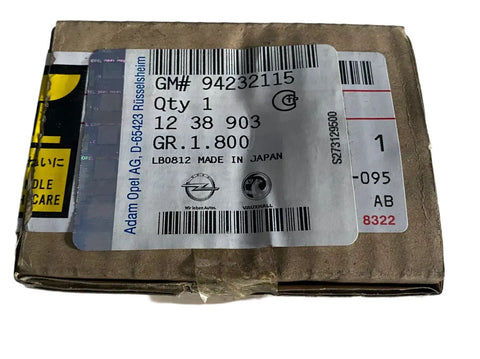 Adam Opel AG, D-65423 Rüsselsheim
GM# 94232115
Qty 1
12 38 903
GR.1.800
LB0812 MADE IN JAPAN
Wir leben Autos.
VAUXHALL
S273129500
1
-095
AB
8322
いに
DLE
CARE